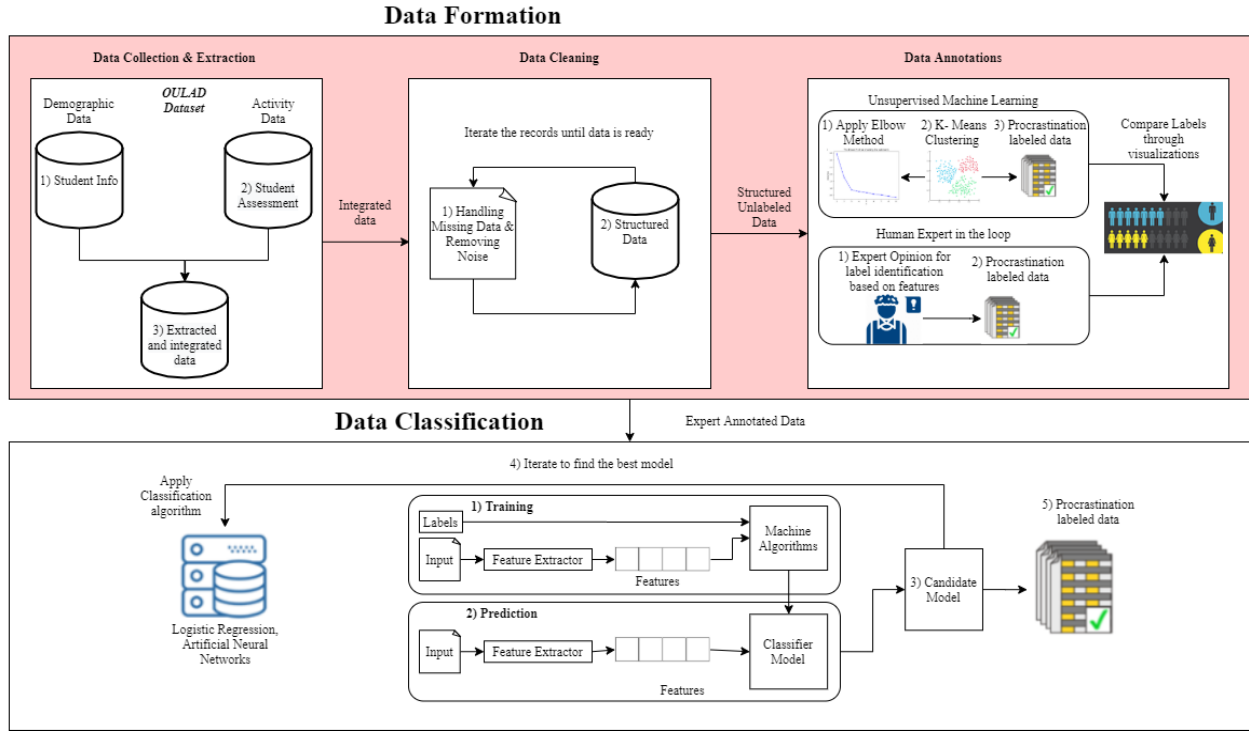 Data Formation
Data Collection & Extraction
OULAD
Dataset
Demographic
Data
Activity
Data
1) Student Info
2) Student
Assessment
3) Extracted
and integrated
data
Integrated
data
Data Cleaning
Iterate the records until data is ready
1) Handling
Missing Data &
Removing
Noise
2) Structured
Data
Structured
Unlabeled
Data
Data Annotations
Unsupervised Machine Learning
1) Apply Elbow
Method
2) K- Means
Clustering
3) Procrastination
labeled data
Human Expert in the loop
1) Expert Opinion for
label identification
based on features
2) Procrastination
labeled data
Compare Labels
through
visualizations
Data Classification
Expert Annotated Data
4) Iterate to find the best model
Apply
Classification
algorithm
Logistic Regression,
Artificial Neural
Networks
1) Training
Labels
Input
Feature Extractor
Features
Machine
Algorithms
2) Prediction
Input
Feature Extractor
Features
Classifier
Model
3) Candidate
Model
5) Procrastination
labeled data